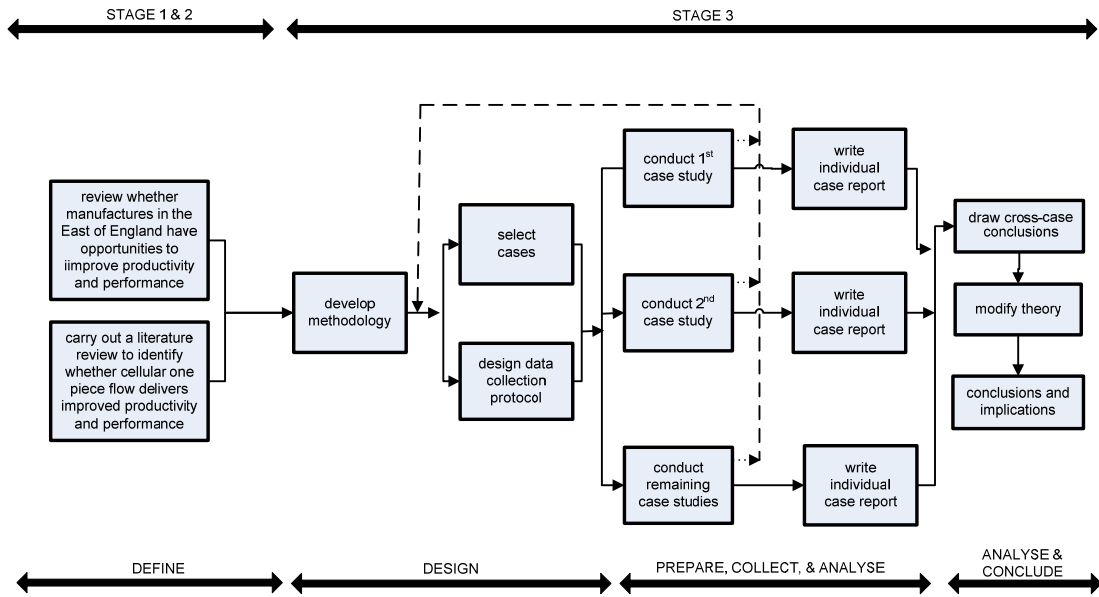 STAGE 1 & 2
STAGE 3
review whether
manufactures in the
East of England have
opportunities to
iimprove productivity
and performance
carry out a literature
review to identify
whether cellular one
piece flow delivers
improved productivity
and performance
develop
methodology
select
cases
design data
collection
protocol
conduct 1st
case study
conduct 2nd
case study
conduct
remaining
case studies
write
individual
case report
write
individual
case report
write
individual
case report
draw cross-case
conclusions
modify theory
conclusions and
implications
DEFINE
DESIGN
PREPARE, COLLECT, & ANALYSE
ANALYSE &
CONCLUDE